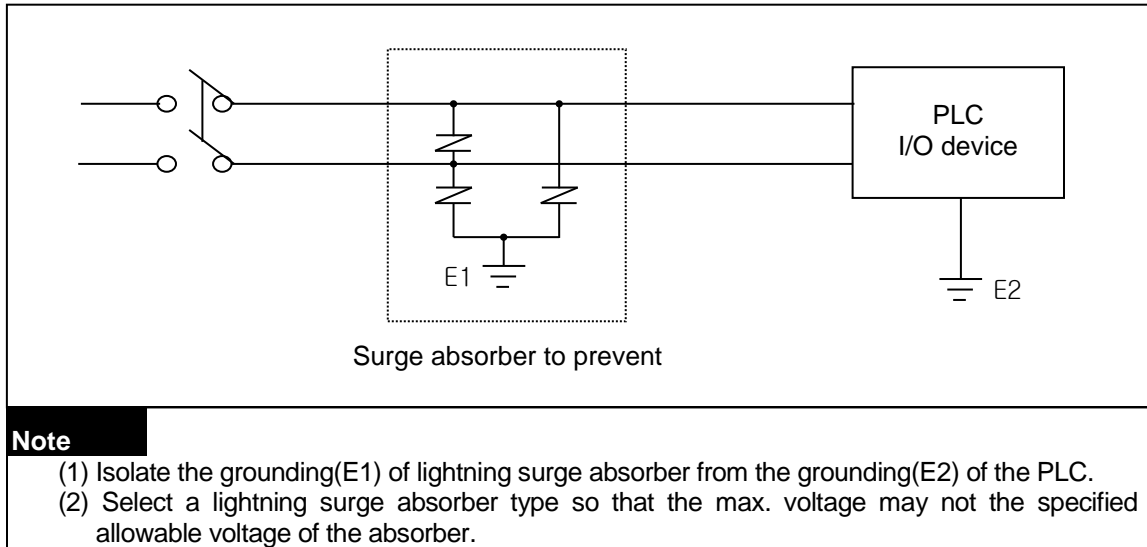 PLC
I/O device
E1
E2
Surge absorber to prevent
Note
(1) Isolate the grounding(E1) of lightning surge absorber from the grounding(E2) of the PLC.
(2) Select a lightning surge absorber type so that the max. voltage may not the specified
allowable voltage of the absorber.